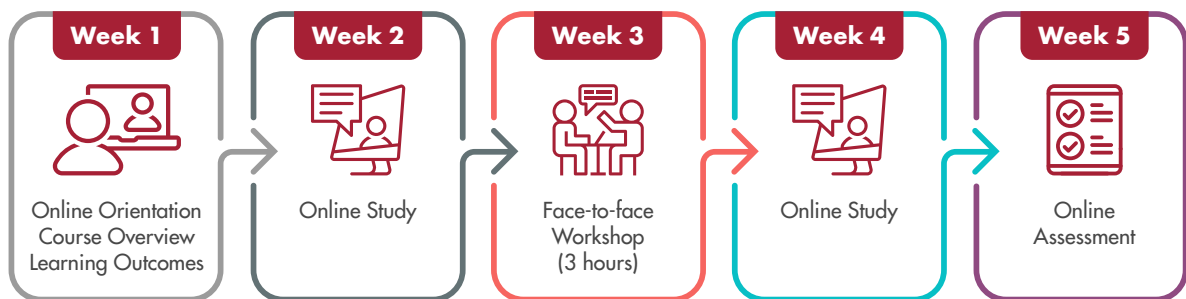 Week 1
Online Orientation
Course Overview
Learning Outcomes
Week 2
Online Study
Week 3
Face-to-face
Workshop
(3 hours)
Week 4
Online Study
Week 5
Online
Assessment